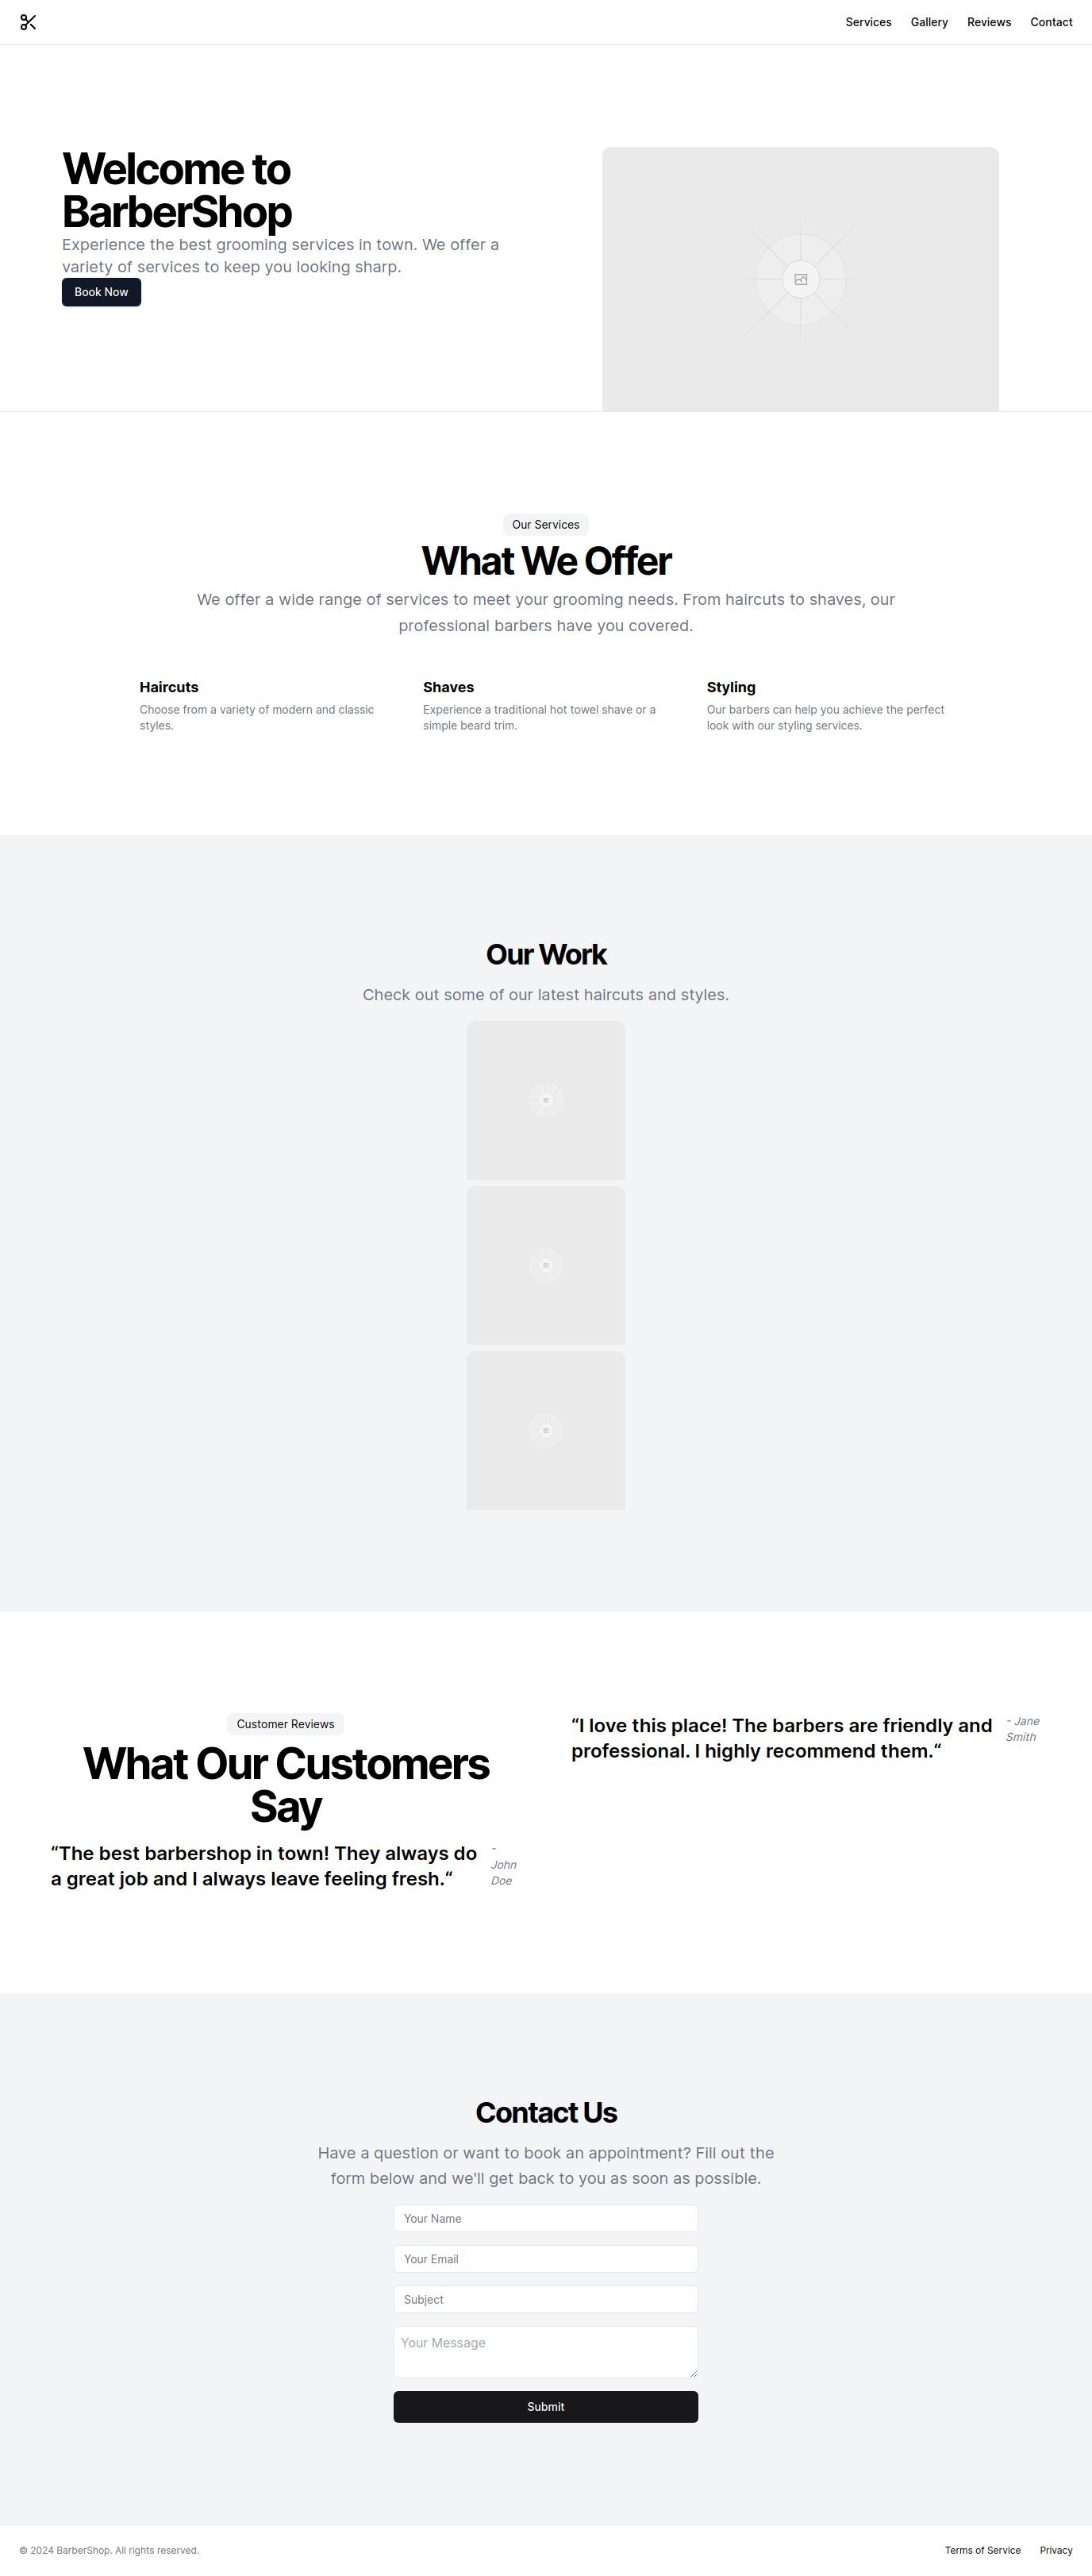 Services Gallery Reviews Contact
Welcome to
BarberShop
Experience the best grooming services in town. We offer a
variety of services to keep you looking sharp.
Book Now
Our Services
What We Offer
We offer a wide range of services to meet your grooming needs. From haircuts to shaves, our
professional barbers have you covered.
Haircuts
Choose from a variety of modern and classic
styles.
Shaves
Experience a traditional hot towel shave or a
simple beard trim.
Styling
Our barbers can help you achieve the perfect
look with our styling services.
Our Work
Check out some of our latest haircuts and styles.
Customer Reviews
What Our Customers
Say
“The best barbershop in town! They always do
a great job and I always leave feeling fresh.“
-
John
Doe
“I love this place! The barbers are friendly and
professional. I highly recommend them.“
- Jane
Smith
Contact Us
Have a question or want to book an appointment? Fill out the
form below and we'll get back to you as soon as possible.
Your Name
Your Email
Subject
Your Message
Submit
© 2024 BarberShop. All rights reserved.
Terms of Service Privacy